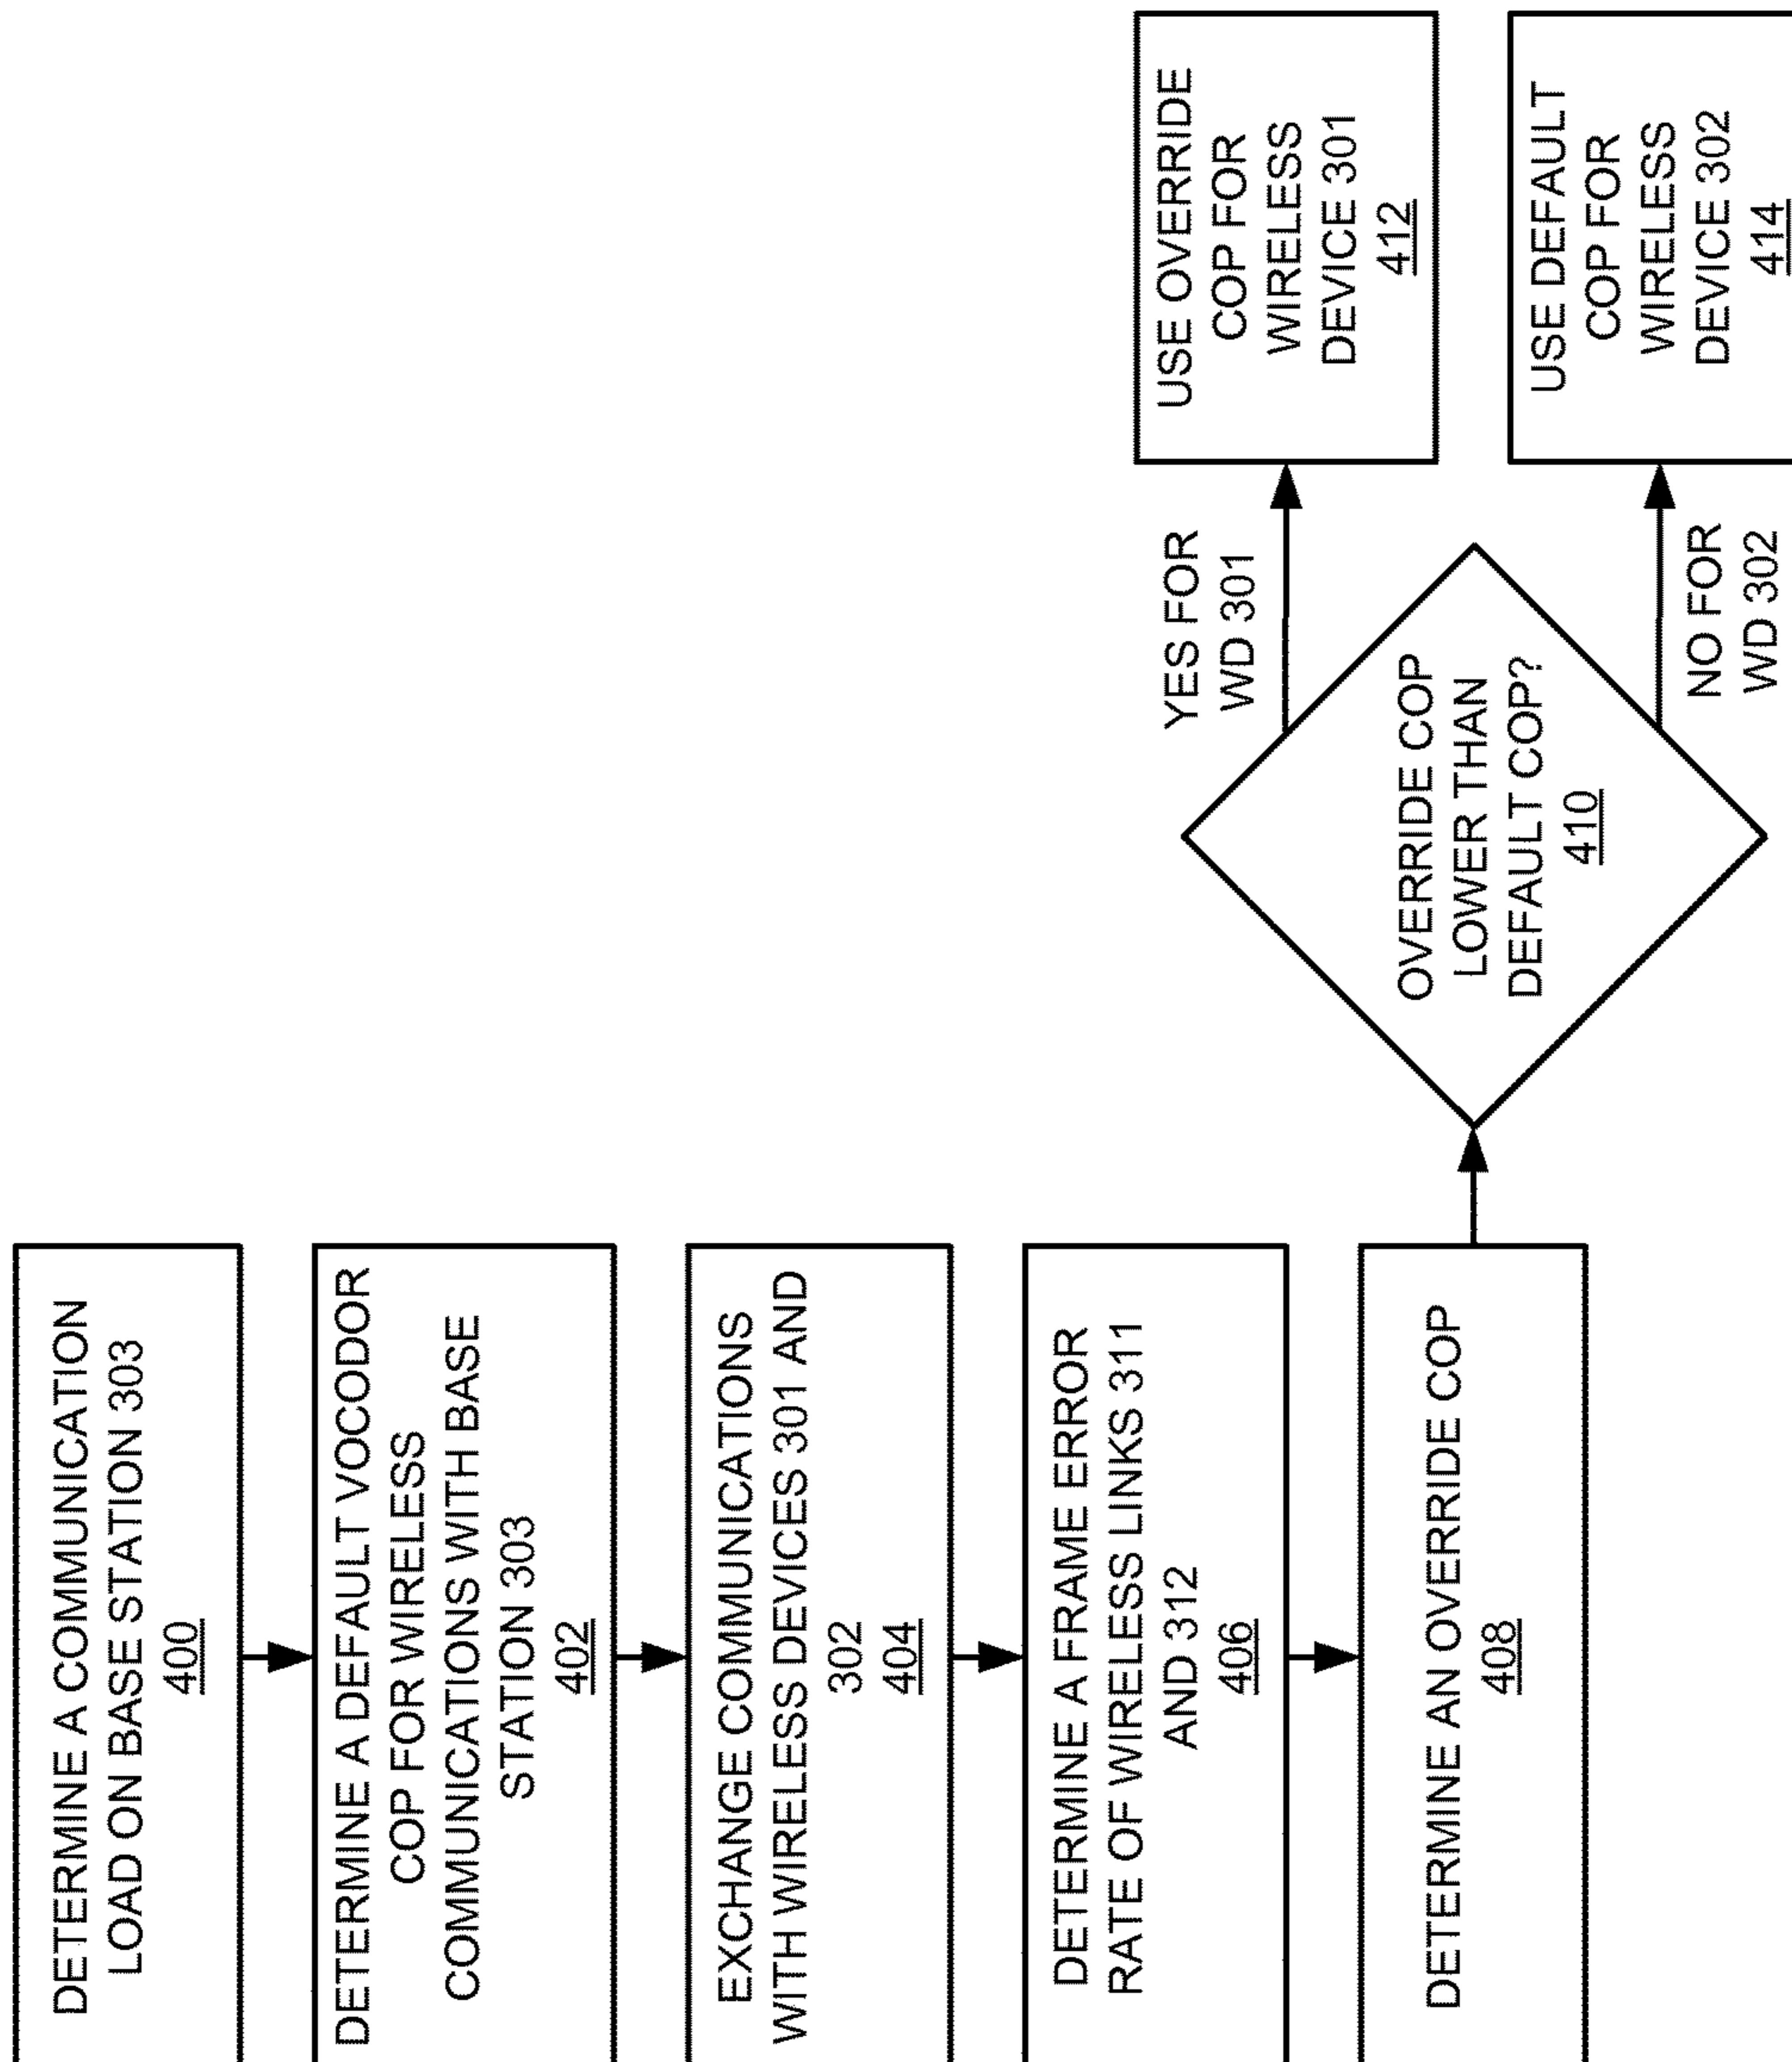 DETERMINE A COMMUNICATION
LOAD ON BASE STATION 303
400
DETERMINE A DEFAULT VOCODOR
COP FOR WIRELESS
COMMUNICATIONS WITH BASE
STATION 303
402
EXCHANGE COMMUNICATIONS
WITH WIRELESS DEVICES 301 AND
302
404
DETERMINE A FRAME ERROR
RATE OF WIRELESS LINKS 311
AND 312
406
DETERMINE AN OVERRIDE COP
408
OVERRIDE COP
LOWER THAN
DEFAULT COP?
410
YES FOR
WD 301
USE OVERRIDE
COP FOR
WIRELESS
DEVICE 301
412
NO FOR
WD 302
USE DEFAULT
COP FOR
WIRELESS
DEVICE 302
414